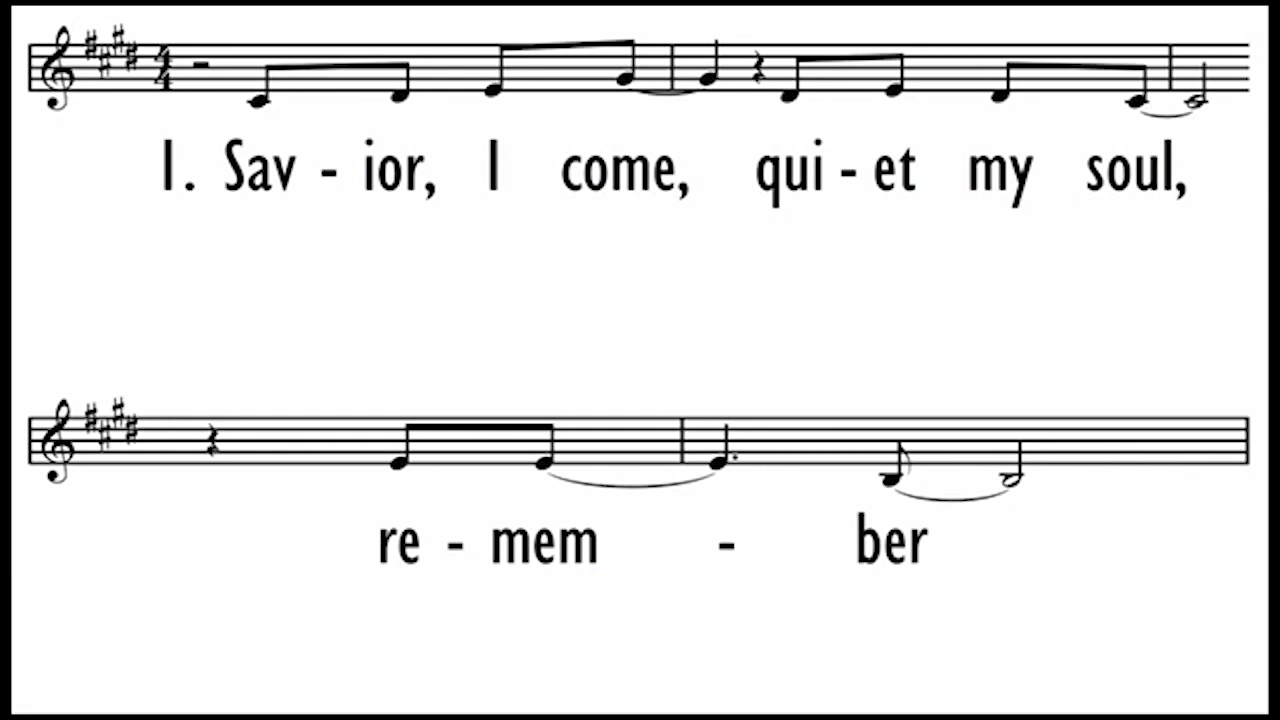 1. Sav - ior, I come, qui - et my soul,
re - mem - ber